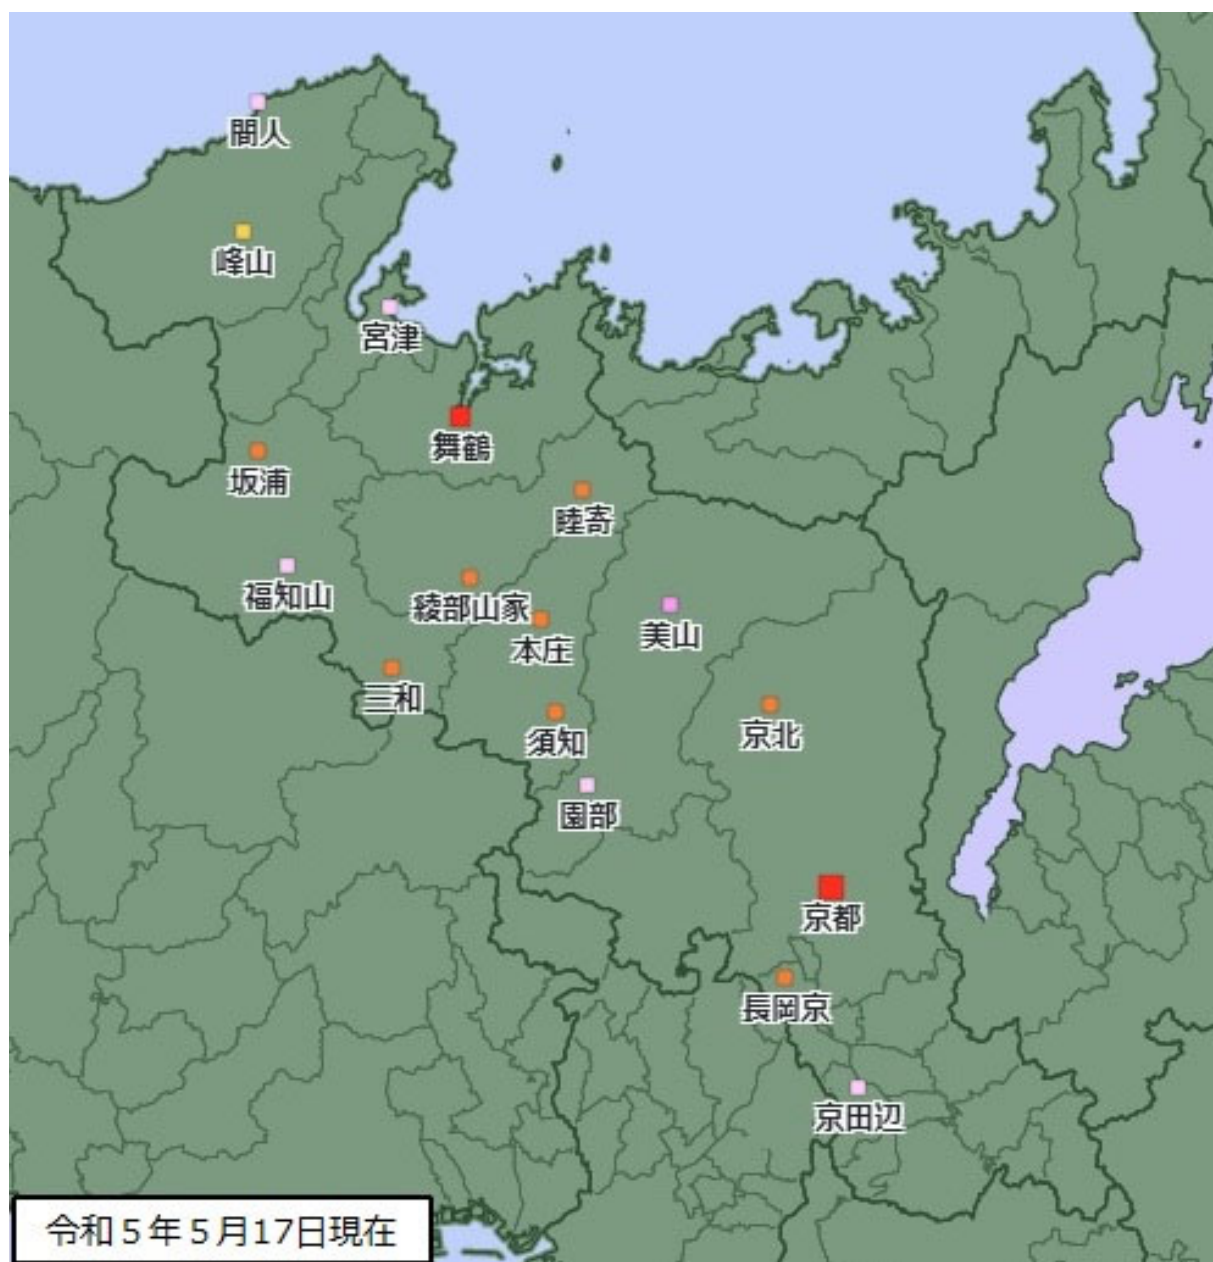 間人
峰山
宮津
舞鶴
坂浦
睦寄
福知山
綾部山家
本庄
美山
三和
須知
京北
園部
京都
長岡京
京田辺
令和５年５月17日現在